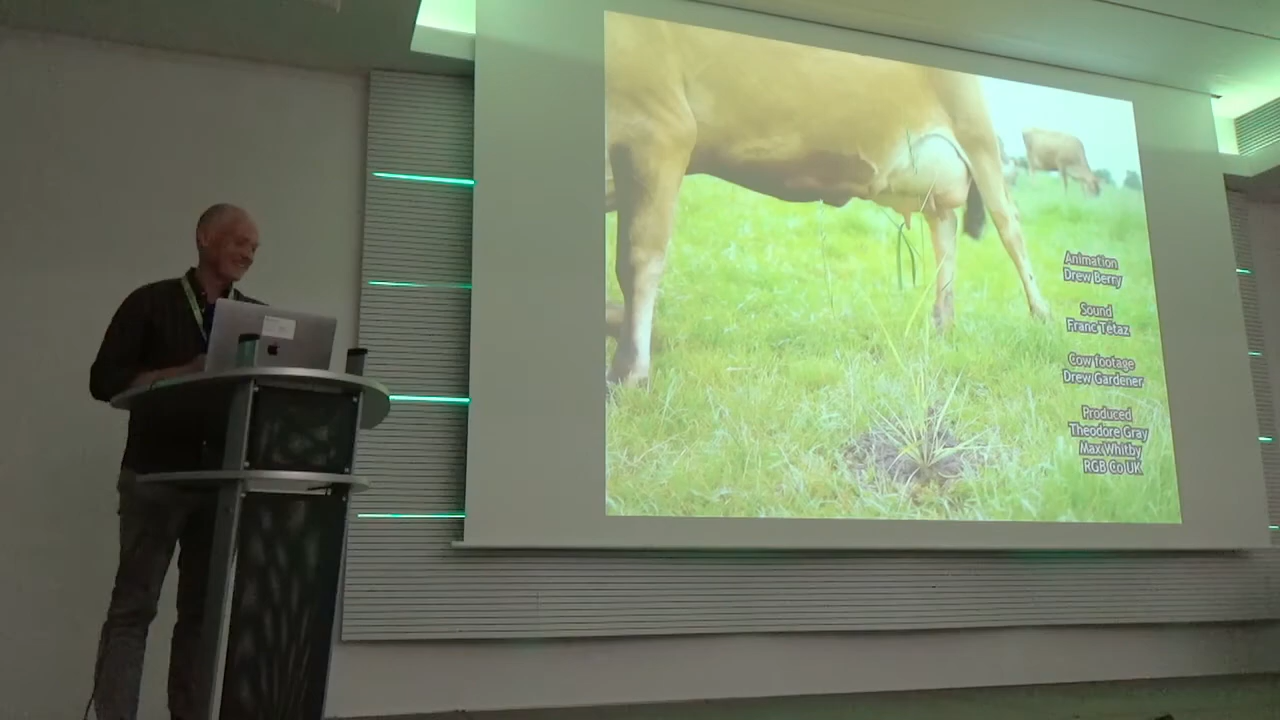 Animation
Drew Berry
Sound
Franc Tétaz
Cow footage
Drew Gardener
Produced
Theodore Gray
Max Whitby
RGB Co UK